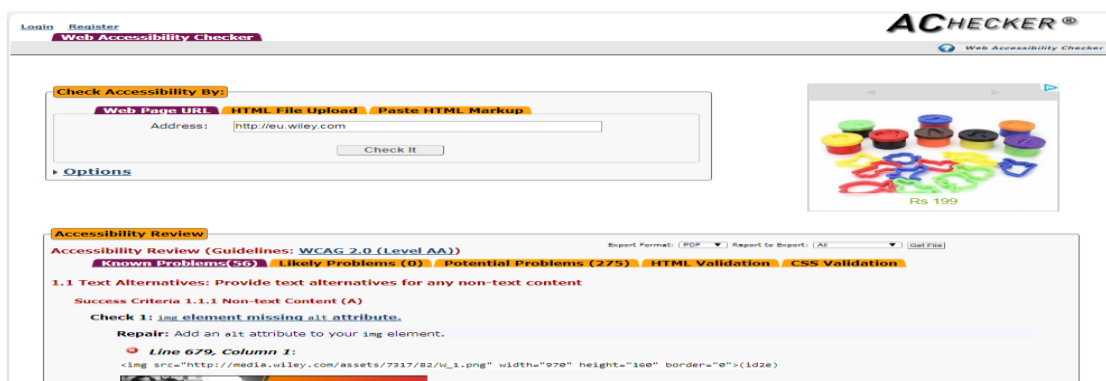 Login Register
Web Accessibility Checker
ACHECKER®
Web Accessibility Checker
Check Accessibility By:
Web Page URL HTML File Upload Paste HTML Markup
Address: http://eu.wiley.com
Check It
Options
Rs 199
Accessibility Review
Accessibility Review (Guidelines: WCAG 2.0 (Level AA))
Export Format: PDF Report to Export: All Get File
Known Problems(56) Likely Problems (0) Potential Problems (275) HTML Validation CSS Validation
1.1 Text Alternatives: Provide text alternatives for any non-text content
Success Criteria 1.1.1 Non-text Content (A)
Check 1: img element missing alt attribute.
Repair: Add an alt attribute to your img element.
Line 679, Column 1:
<img src="http://media.wiley.com/assets/7317/82/w_1.png" width="970" height="160" border="0">(id2e)